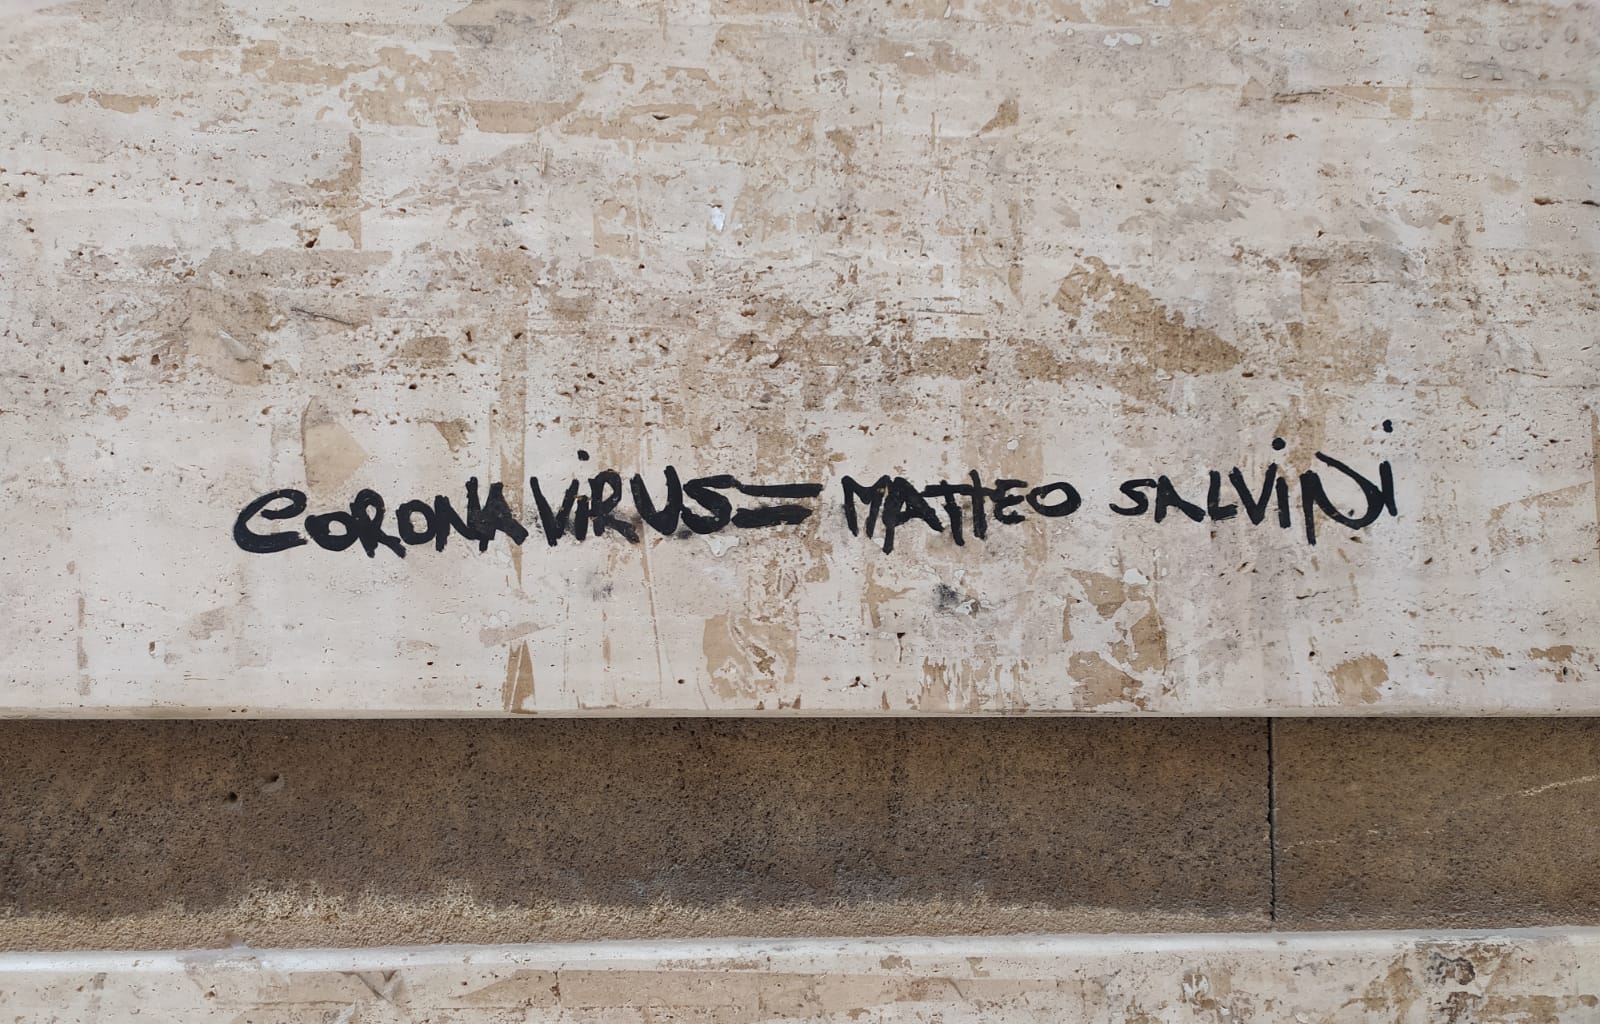 CORONAVIRUS = MATTEO SALVINI